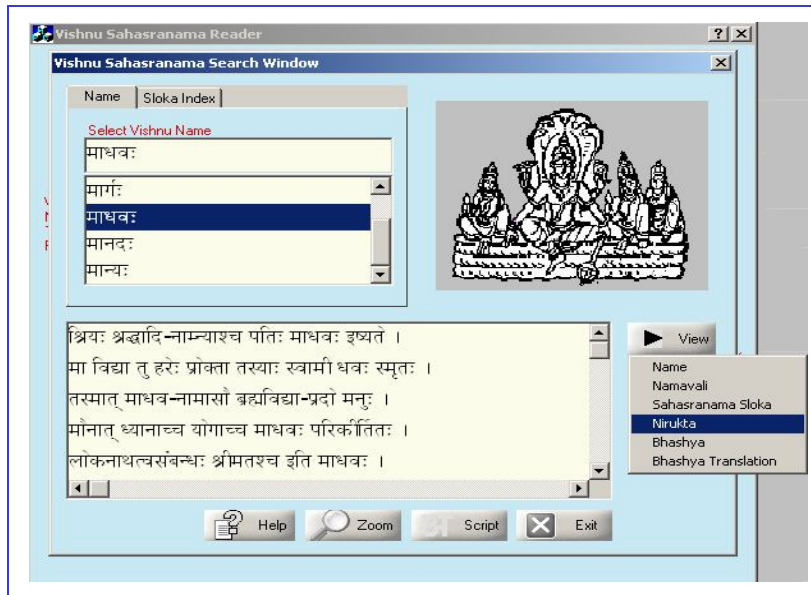 Vishnu Sahasranama Reader
Vishnu Sahasranama Search Window
Name
Sloka Index
Select Vishnu Name
माधवः
मार्गः
माधवः
मानदः
मान्यः
श्रियः श्रद्धादि-नाम्न्याश्च पतिः माधवः इष्यते ।
मा विद्या तु हरेः प्रोक्ता तस्याः स्वामी धवः स्मृतः ।
तस्मात् माधव-नामासौ ब्रह्मविद्या-प्रदो मनुः ।
मौनात् ध्यानाच्च योगाच्च माधवः परिकीर्तितः ।
लोकनाथत्वसंबन्धः श्रीमतश्च इति माधवः ।
View
Name
Namavali
Sahasranama Sloka
Nirukta
Bhashya
Bhashya Translation
Help
Zoom
Script
Exit